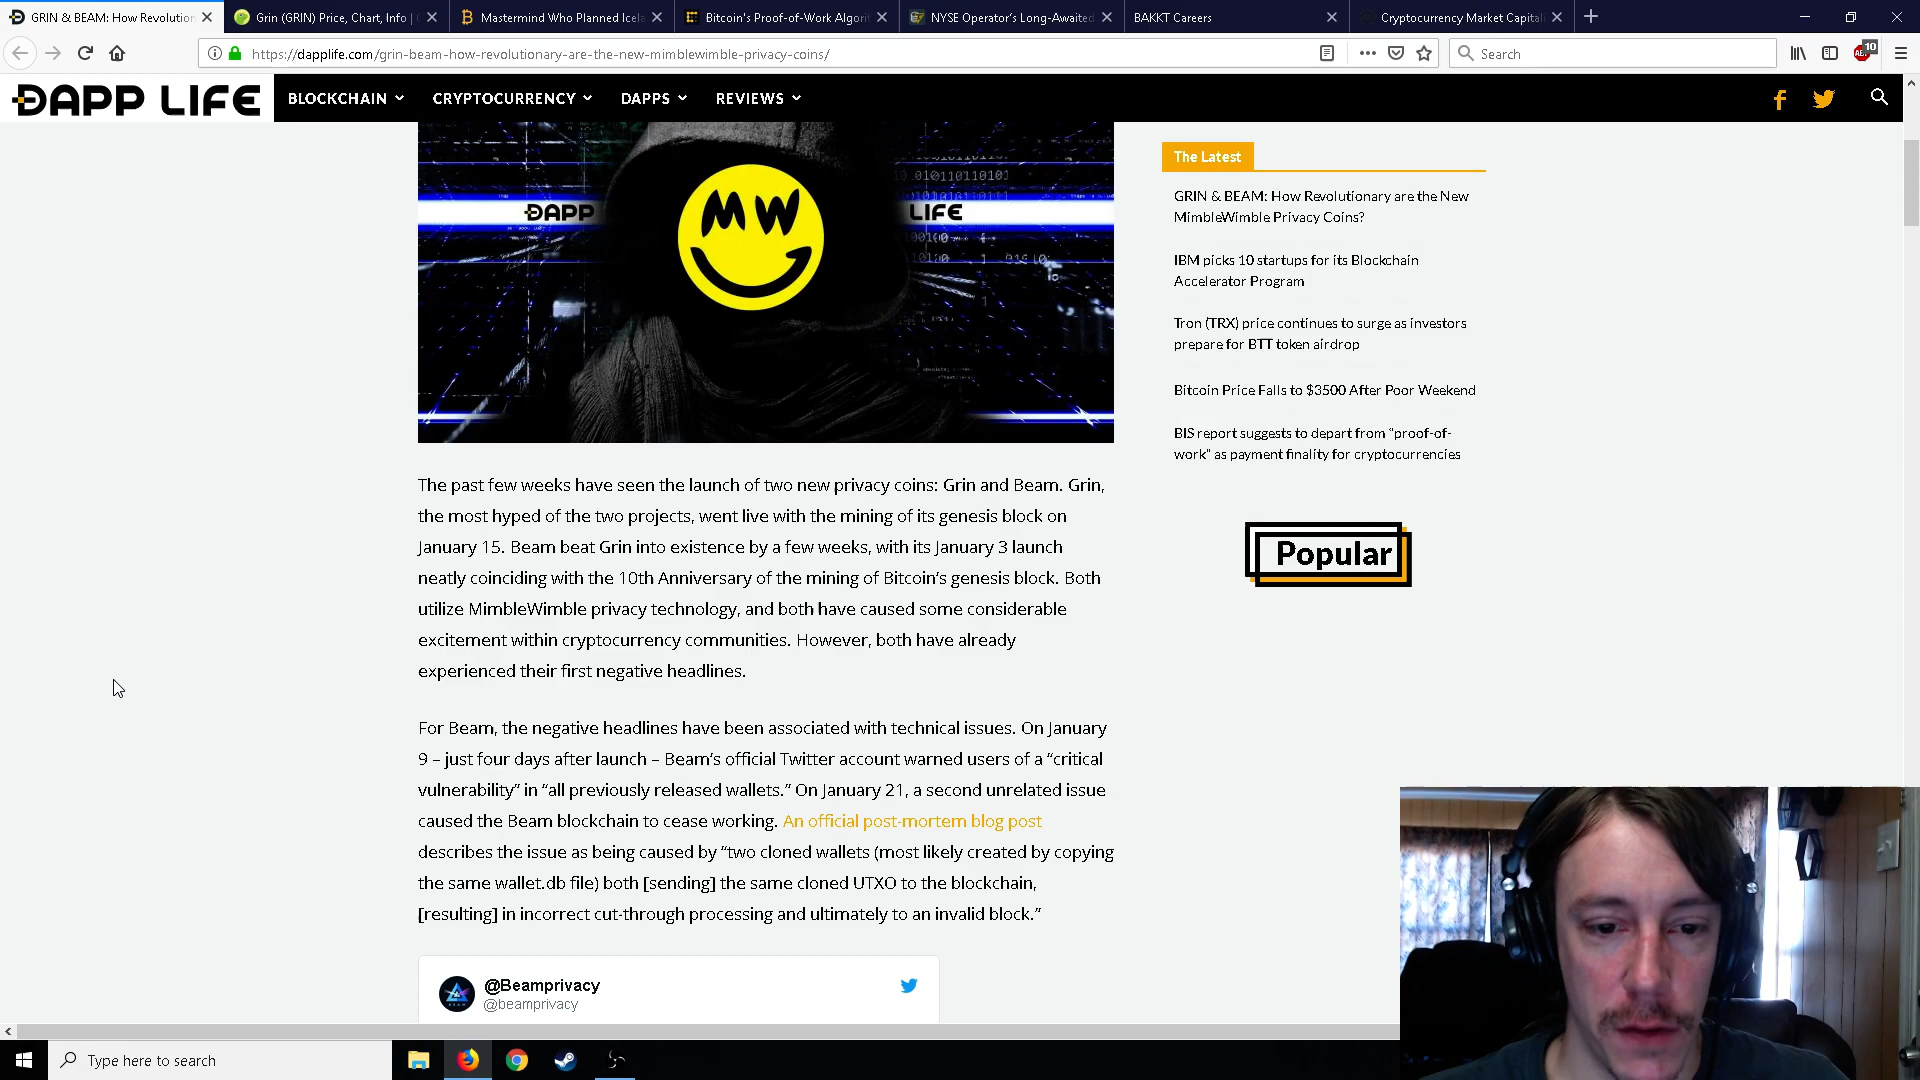 GRIN & BEAM: How Revolution
Grin (GRIN) Price, Chart, Info |
Mastermind Who Planned Icela
Bitcoin's Proof-of-Work Algori
NYSE Operator's Long-Awaited
BAKKT Careers
Cryptocurrency Market Capital
https://dapplife.com/grin-beam-how-revolutionary-are-the-new-mimblewimble-privacy-coins/
Search
10
DAPP LIFE
BLOCKCHAIN
CRYPTOCURRENCY
DAPPS
REVIEWS
MW
DAPP
LIFE
The Latest
GRIN & BEAM: How Revolutionary are the New
MimbleWimble Privacy Coins?
IBM picks 10 startups for its Blockchain
Accelerator Program
Tron (TRX) price continues to surge as investors
prepare for BTT token airdrop
Bitcoin Price Falls to $3500 After Poor Weekend
BIS report suggests to depart from “proof-of-
work” as payment finality for cryptocurrencies
Popular
The past few weeks have seen the launch of two new privacy coins: Grin and Beam. Grin,
the most hyped of the two projects, went live with the mining of its genesis block on
January 15. Beam beat Grin into existence by a few weeks, with its January 3 launch
neatly coinciding with the 10th Anniversary of the mining of Bitcoin’s genesis block. Both
utilize MimbleWimble privacy technology, and both have caused some considerable
excitement within cryptocurrency communities. However, both have already
experienced their first negative headlines.
For Beam, the negative headlines have been associated with technical issues. On January
9 – just four days after launch – Beam’s official Twitter account warned users of a “critical
vulnerability” in “all previously released wallets.” On January 21, a second unrelated issue
caused the Beam blockchain to cease working. An official post-mortem blog post
describes the issue as being caused by “two cloned wallets (most likely created by copying
the same wallet.db file) both [sending] the same cloned UTXO to the blockchain,
[resulting] in incorrect cut-through processing and ultimately to an invalid block.”
@Beamprivacy
@beamprivacy
Type here to search